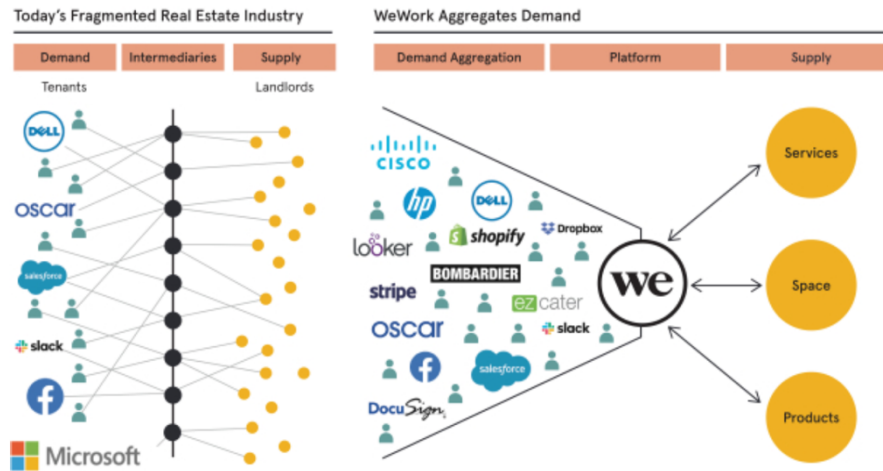 Today's Fragmented Real Estate Industry
Demand
Intermediaries
Supply
Tenants
Landlords
DELL
OSCAR
salesforce
slack
Microsoft
WeWork Aggregates Demand
Demand Aggregation
Platform
Supply
CISCO
hp
DELL
looker
shopify
Dropbox
BOMBARDIER
stripe
ezcater
OSCAR
slack
salesforce
DocuSign
we
Services
Space
Products